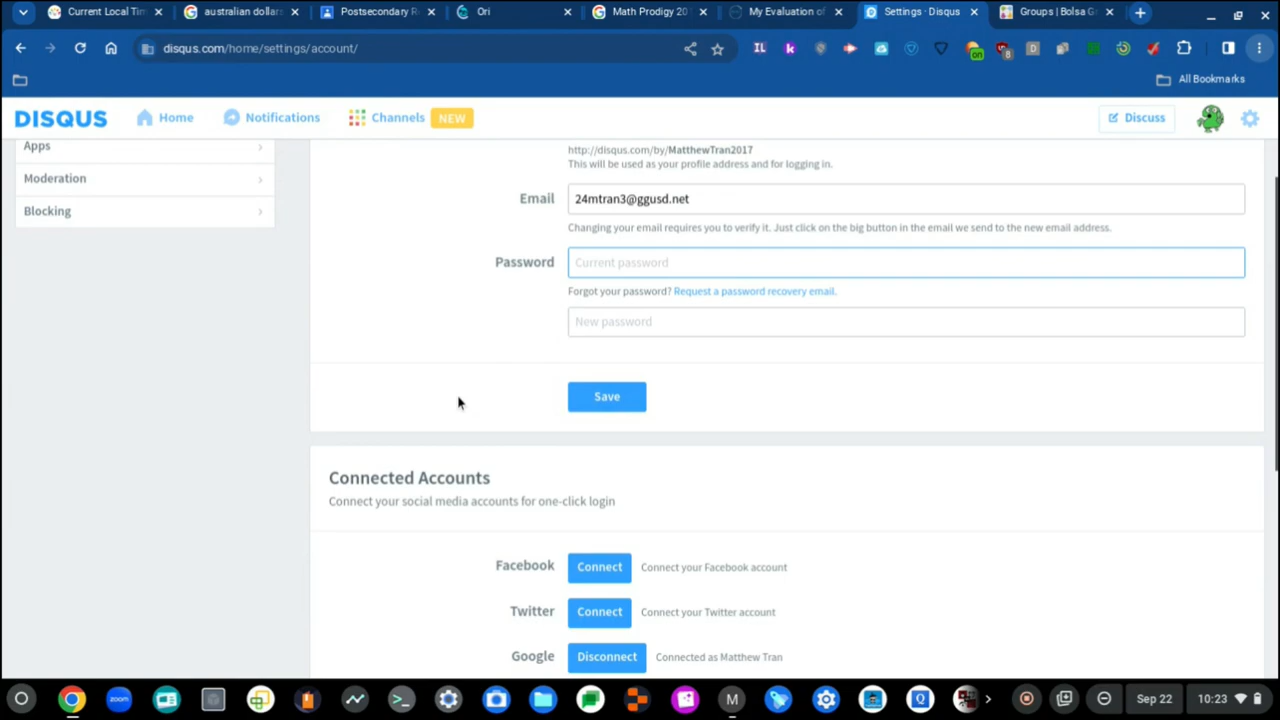 Current Local Tim
australian dollars
Postsecondary R
Ori
Math Prodigy 201
My Evaluation of
Settings · Disqus
Groups | Bolsa Gr
disqus.com/home/settings/account/
All Bookmarks
DISQUS
Home
Notifications
Channels
NEW
Discuss
Apps
Moderation
Blocking
http://disqus.com/by/MatthewTran2017
This will be used as your profile address and for logging in.
Email
24mtran3@ggusd.net
Changing your email requires you to verify it. Just click on the big button in the email we send to the new email address.
Password
Current password
Forgot your password? Request a password recovery email.
New password
Save
Connected Accounts
Connect your social media accounts for one-click login
Facebook
Connect
Connect your Facebook account
Twitter
Connect
Connect your Twitter account
Google
Disconnect
Connected as Matthew Tran
zoom
Sep 22
10:23